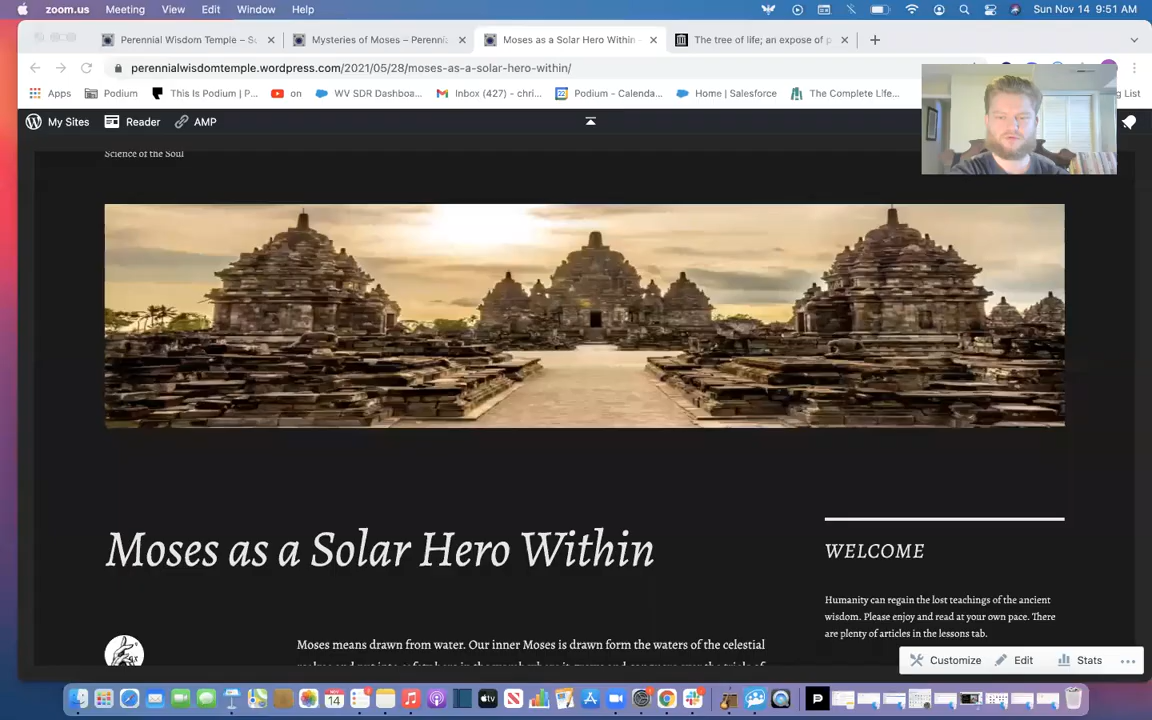 zoom.us Meeting View Edit Window Help Sun Nov 14 9:51 AM
Perennial Wisdom Temple – S Mysteries of Moses – Perenni Moses as a Solar Hero Within – The tree of life; an expose of p
perennialwisdomtemple.wordpress.com/2021/05/28/moses-as-a-solar-hero-within/
Apps Podium This Is Podium | P... on WV SDR Dashboa... Inbox (427) – chri... Podium - Calenda... Home | Salesforce The Complete Life... List
My Sites Reader AMP
Science of the Soul
Moses as a Solar Hero Within
WELCOME
Humanity can regain the lost teachings of the ancient
wisdom. Please enjoy and read at your own pace. There
are plenty of articles in the lessons tab.
Moses means drawn from water. Our inner Moses is drawn form the waters of the celestial
Customize Edit Stats